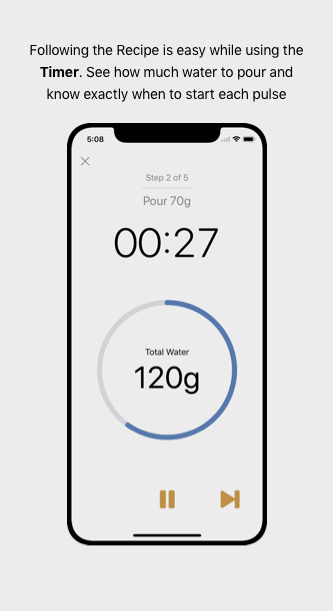 Following the Recipe is easy while using the
Timer. See how much water to pour and
know exactly when to start each pulse
5:08
Step 2 of 5
Pour 70g
00:27
Total Water
120g